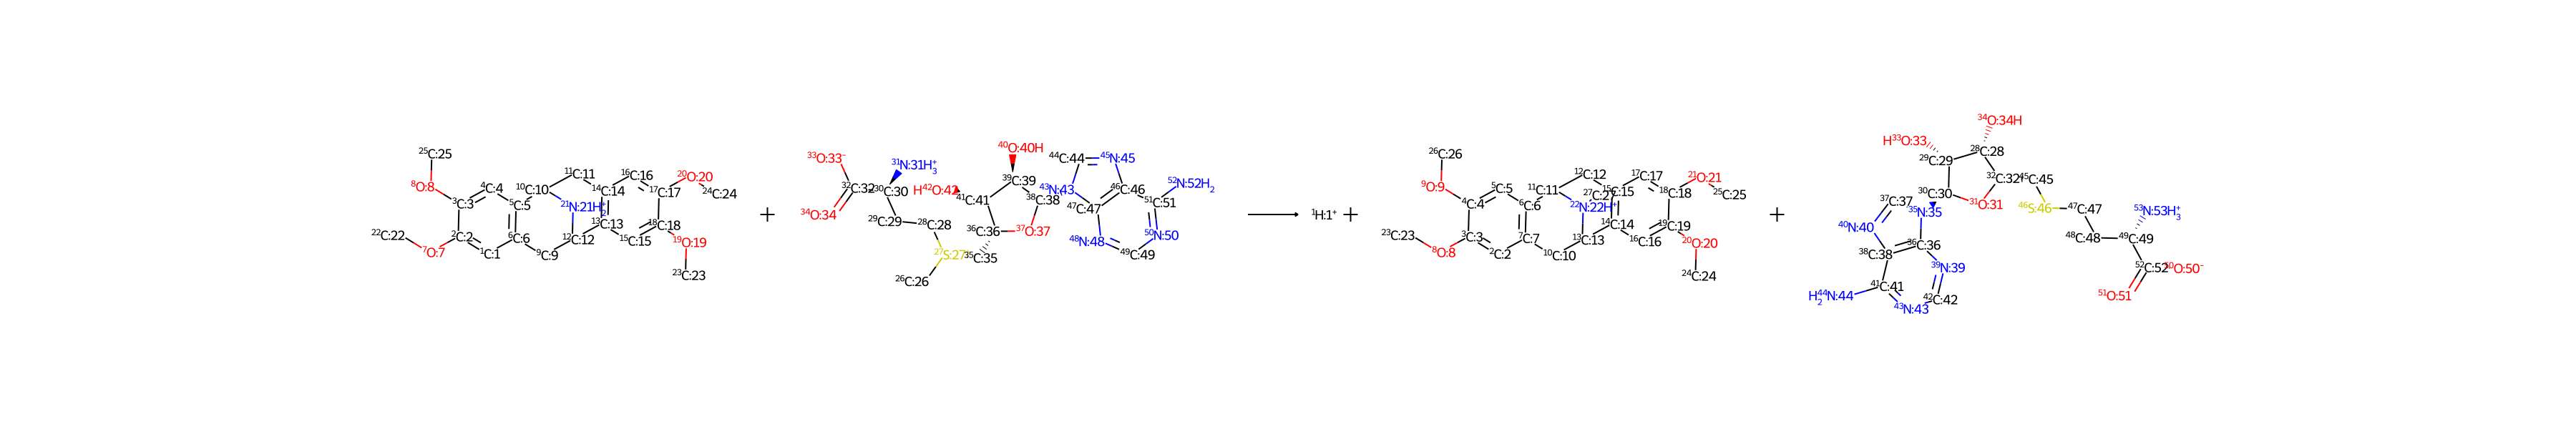 ²⁵C:25
⁸O:8
⁴C:4
³C:3
⁵C:5
²²C:22
⁷O:7
²C:2
¹C:1
⁶C:6
⁹C:9
¹⁰C:10
¹¹C:11
²¹N:21H₂⁺
¹²C:12
¹³C:13
¹⁴C:14
¹⁶C:16
¹⁷C:17
²⁰O:20
²⁴C:24
¹⁵C:15
¹⁸C:18
¹⁹O:19
²³C:23
+
³³O:33⁻
³⁴O:34
³²C:32
³⁰C:30
³¹N:31H₃⁺
²⁹C:29
²⁸C:28
²⁷S:27⁺
²⁶C:26
³⁵C:35
³⁶C:36
³⁷O:37
H⁴²O:42
⁴¹C:41
⁴⁰O:40H
³⁹C:39
³⁸C:38
⁴³N:43
⁴⁴C:44
⁴⁵N:45
⁴⁶C:46
⁴⁷C:47
⁴⁸N:48
⁴⁹C:49
⁵⁰N:50
⁵¹C:51
⁵²N:52H₂
¹H:1⁺
+
²⁶C:26
⁹O:9
⁵C:5
⁴C:4
⁶C:6
²³C:23
⁸O:8
³C:3
²C:2
⁷C:7
¹⁰C:10
¹¹C:11
¹²C:12
²⁷C:27
²²N:22H⁺
¹³C:13
¹⁴C:14
¹⁵C:15
¹⁷C:17
¹⁸C:18
²¹O:21
²⁵C:25
¹⁶C:16
¹⁹C:19
²⁰O:20
²⁴C:24
+
³⁴O:34H
H³³O:33
²⁹C:29
²⁸C:28
³⁰C:30
³¹O:31
³²C:32
⁴⁵C:45
⁴⁶S:46
⁴⁷C:47
⁴⁸C:48
⁴⁹C:49
⁵³N:53H₃⁺
⁵²C:52
⁵⁰O:50⁻
⁵¹O:51
³⁷C:37
³⁵N:35
⁴⁰N:40
³⁶C:36
³⁸C:38
³⁹N:39
⁴¹C:41
⁴²C:42
⁴³N:43
H₂⁴⁴N:44